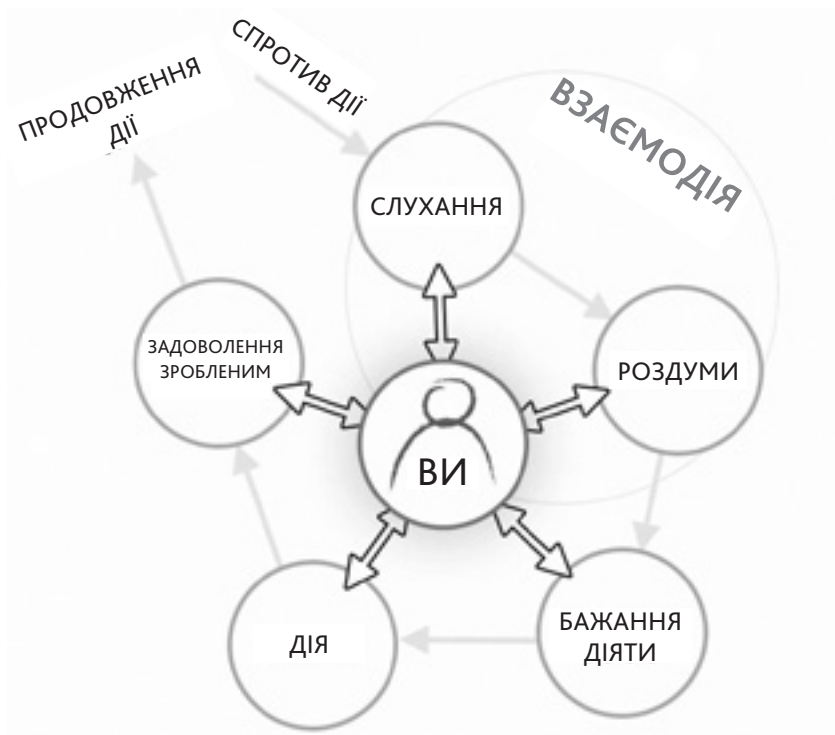 СПРОТИВ ДІЇ
ПРОДОВЖЕННЯ
ДІЇ
ВЗАЄМОДІЯ
СЛУХАННЯ
РОЗДУМИ
ЗАДОВОЛЕННЯ
ЗРОБЛЕНИМ
ВИ
БАЖАННЯ
ДІЯТИ
ДІЯ